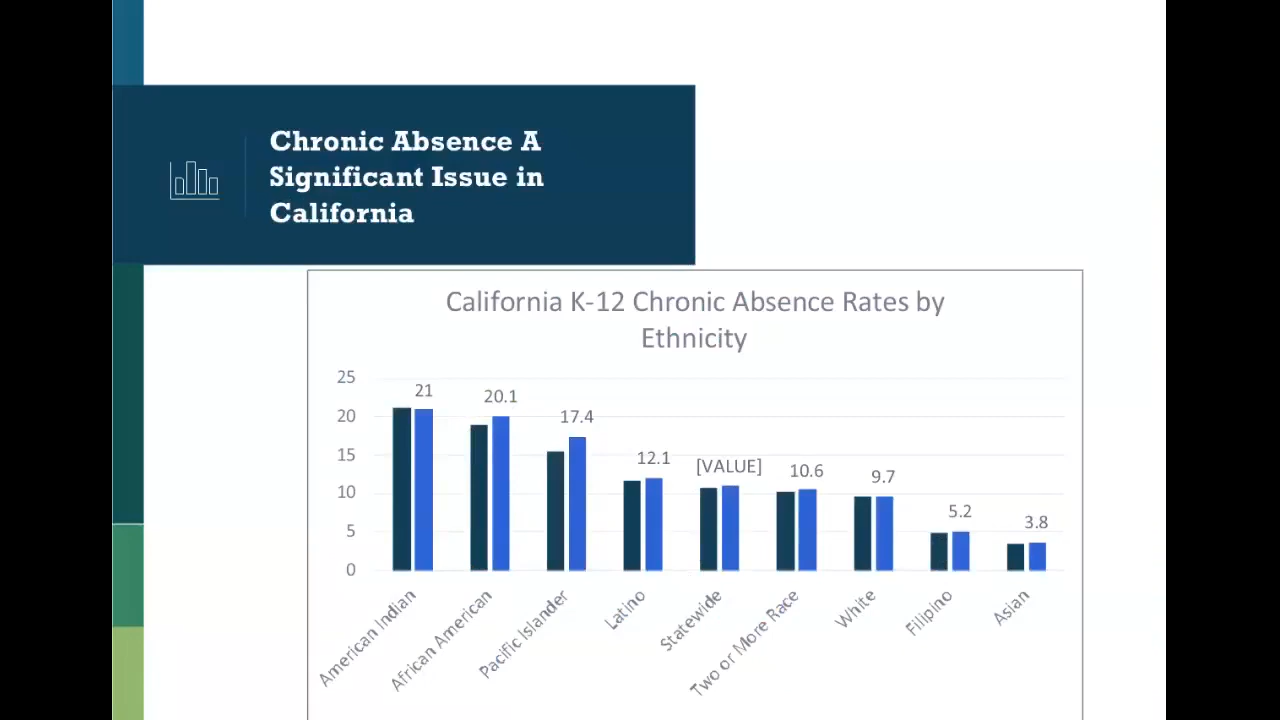 Chronic Absence A
Significant Issue in
California
California K-12 Chronic Absence Rates by
Ethnicity
25
20
15
10
5
0
21
20.1
17.4
12.1
[VALUE]
10.6
9.7
5.2
3.8
American Indian
African American
Pacific Islander
Latino
Statewide
Two or More Race
White
Filipino
Asian